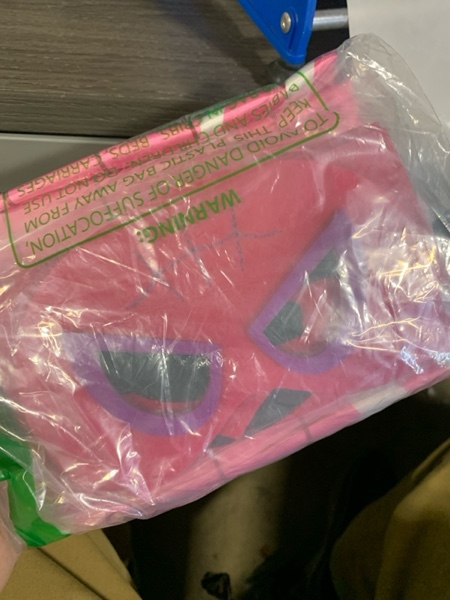 WARNING:
TO AVOID DANGER OF SUFFOCATION,
KEEP THIS PLASTIC BAG AWAY FROM
BABIES AND CHILDREN. DO NOT USE
BEDS, CARRIAGES